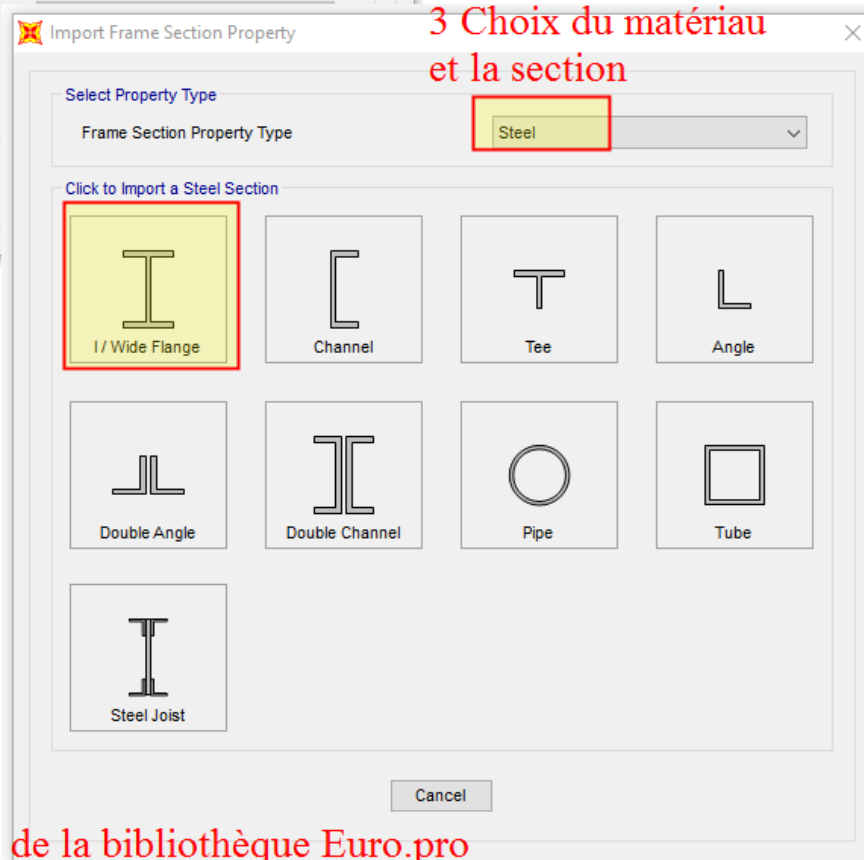 3 Choix du matériau
Import Frame Section Property
et la section
Select Property Type
Frame Section Property Type
Steel
Click to Import a Steel Section
I / Wide Flange
Channel
Tee
Angle
Double Angle
Double Channel
Pipe
Tube
Steel Joist
Cancel
de la bibliothèque Euro.pro